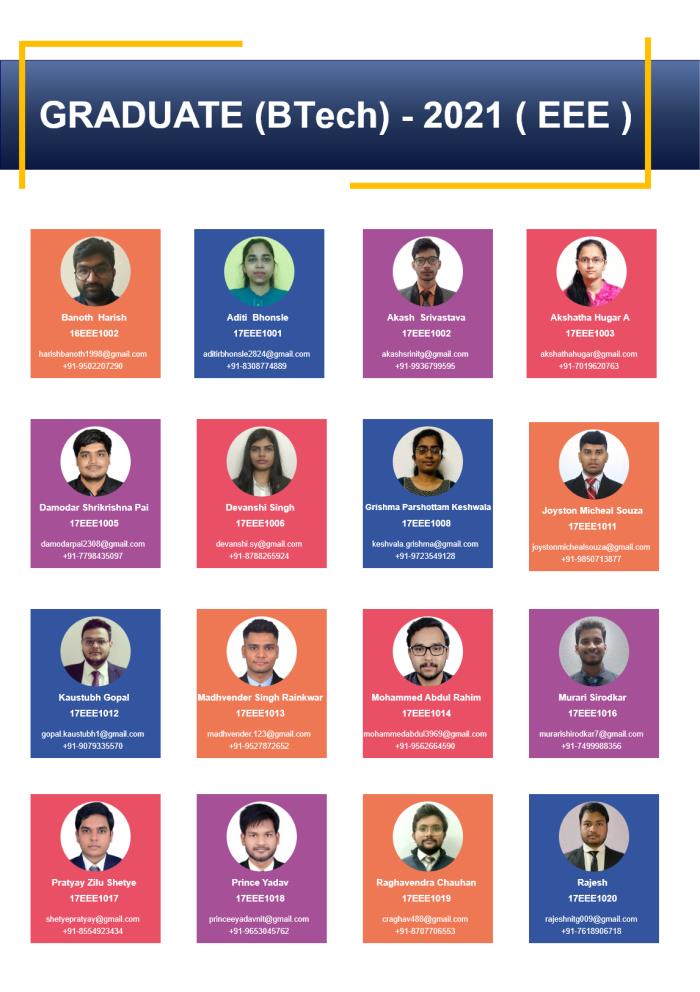 GRADUATE (BTech) - 2021 ( EEE )
Banoth Harish
16EEE1002
harishbanoth1998@gmail.com
+91-9502207290
Aditi Bhonsle
17EEE1001
aditirbhonsle2824@gmail.com
+91-8308774889
Akash Srivastava
17EEE1002
akashsrinitg@gmail.com
+91-9936799595
Akshatha Hugar A
17EEE1003
akshathahugar@gmail.com
+91-7019620763
Damodar Shrikrishna Pai
17EEE1005
damodarpai2308@gmail.com
+91-7798435097
Devanshi Singh
17EEE1006
devanshi.sy@gmail.com
+91-8788265924
Grishma Parshottam Keshwala
17EEE1008
keshvala.grishma@gmail.com
+91-9723549128
Joyston Micheal Souza
17EEE1011
joystonmichealsouza@gmail.com
+91-9850713877
Kaustubh Gopal
17EEE1012
gopal.kaustubh1@gmail.com
+91-9079335570
Madhvender Singh Rainkwar
17EEE1013
madhvender.123@gmail.com
+91-9527872652
Mohammed Abdul Rahim
17EEE1014
mohammedabdul3969@gmail.com
+91-9562664590
Murari Sirodkar
17EEE1016
murarishirodkar7@gmail.com
+91-7499988356
Pratyay Zilu Shetye
17EEE1017
shetyepratyay@gmail.com
+91-8554923434
Prince Yadav
17EEE1018
princeeyadavnit@gmail.com
+91-9653045762
Raghavendra Chauhan
17EEE1019
craghav488@gmail.com
+91-8707706553
Rajesh
17EEE1020
rajeshnitg009@gmail.com
+91-7618906718